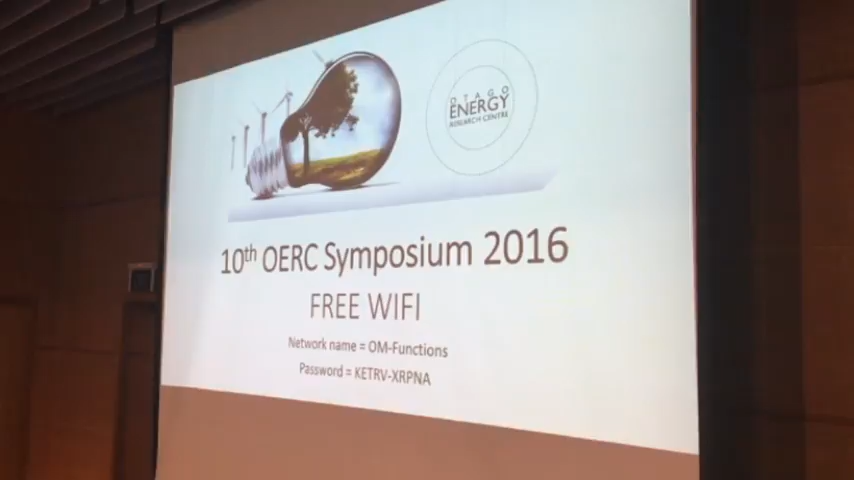 OTAGO
ENERGY
RESEARCH CENTRE
10th OERC Symposium 2016
FREE WIFI
Network name = OM-Functions
Password = KETRV-XRPNA